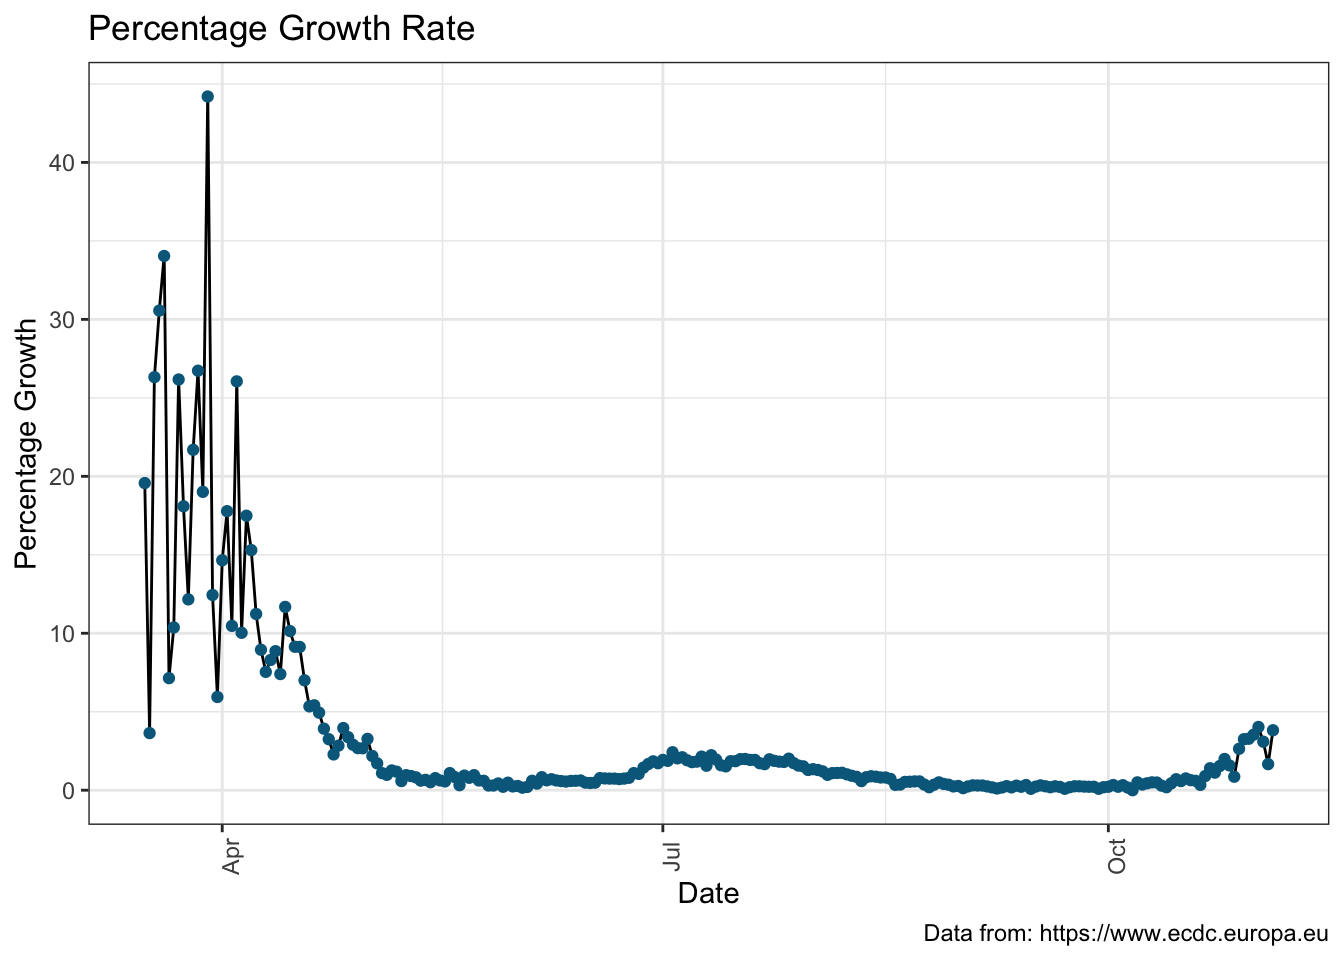 Percentage Growth Rate
Percentage Growth
40
30
20
10
0
Apr
Jul
Oct
Date
Data from: https://www.ecdc.europa.eu